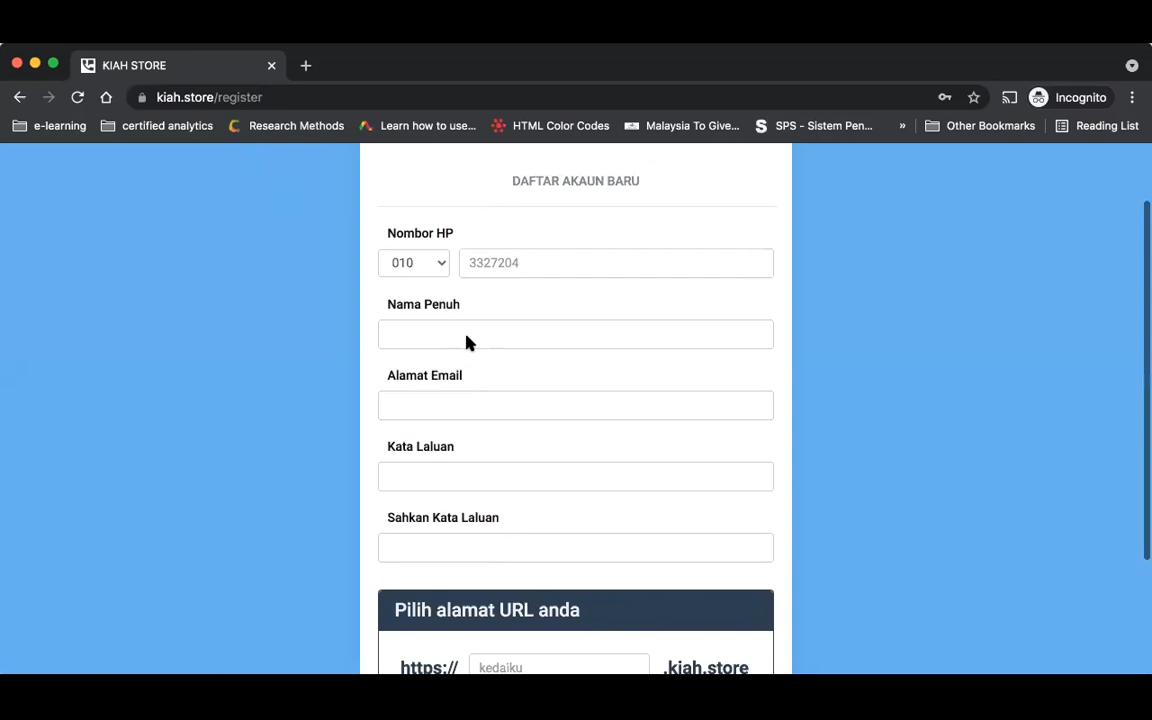 KIAH STORE
kiah.store/register
Incognito
e-learning
certified analytics
Research Methods
Learn how to use...
HTML Color Codes
Malaysia To Give...
SPS - Sistem Pen...
»
Other Bookmarks
Reading List
DAFTAR AKAUN BARU
Nombor HP
010
3327204
Nama Penuh
Alamat Email
Kata Laluan
Sahkan Kata Laluan
Pilih alamat URL anda
https:// kedaiku .kiah.store